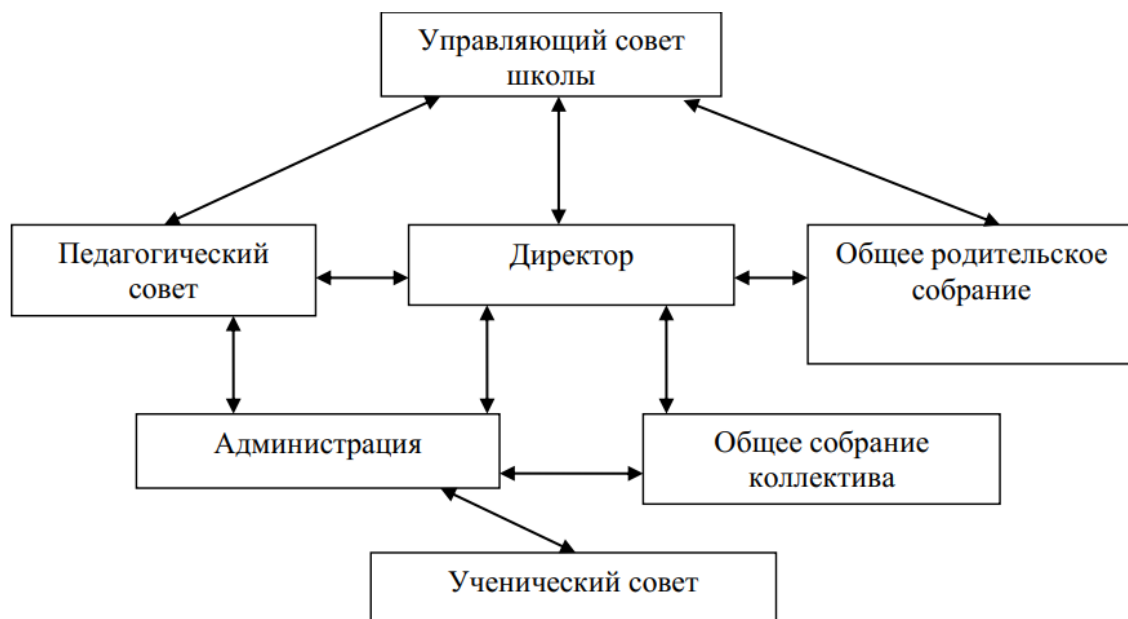 Управляющий совет
школы
Педагогический
совет
Директор
Общее родительское
собрание
Администрация
Общее собрание
коллектива
Ученический совет